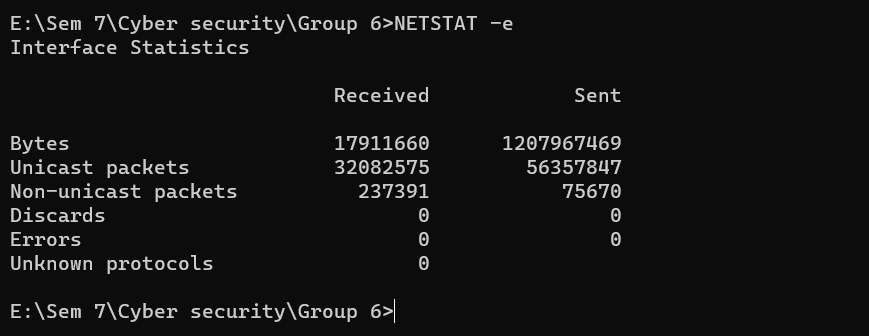 E:\Sem 7\Cyber security\Group 6>NETSTAT -e
Interface Statistics
Received Sent
Bytes 17911660 1207967469
Unicast packets 32082575 56357847
Non-unicast packets 237391 75670
Discards 0 0
Errors 0 0
Unknown protocols 0
E:\Sem 7\Cyber security\Group 6>